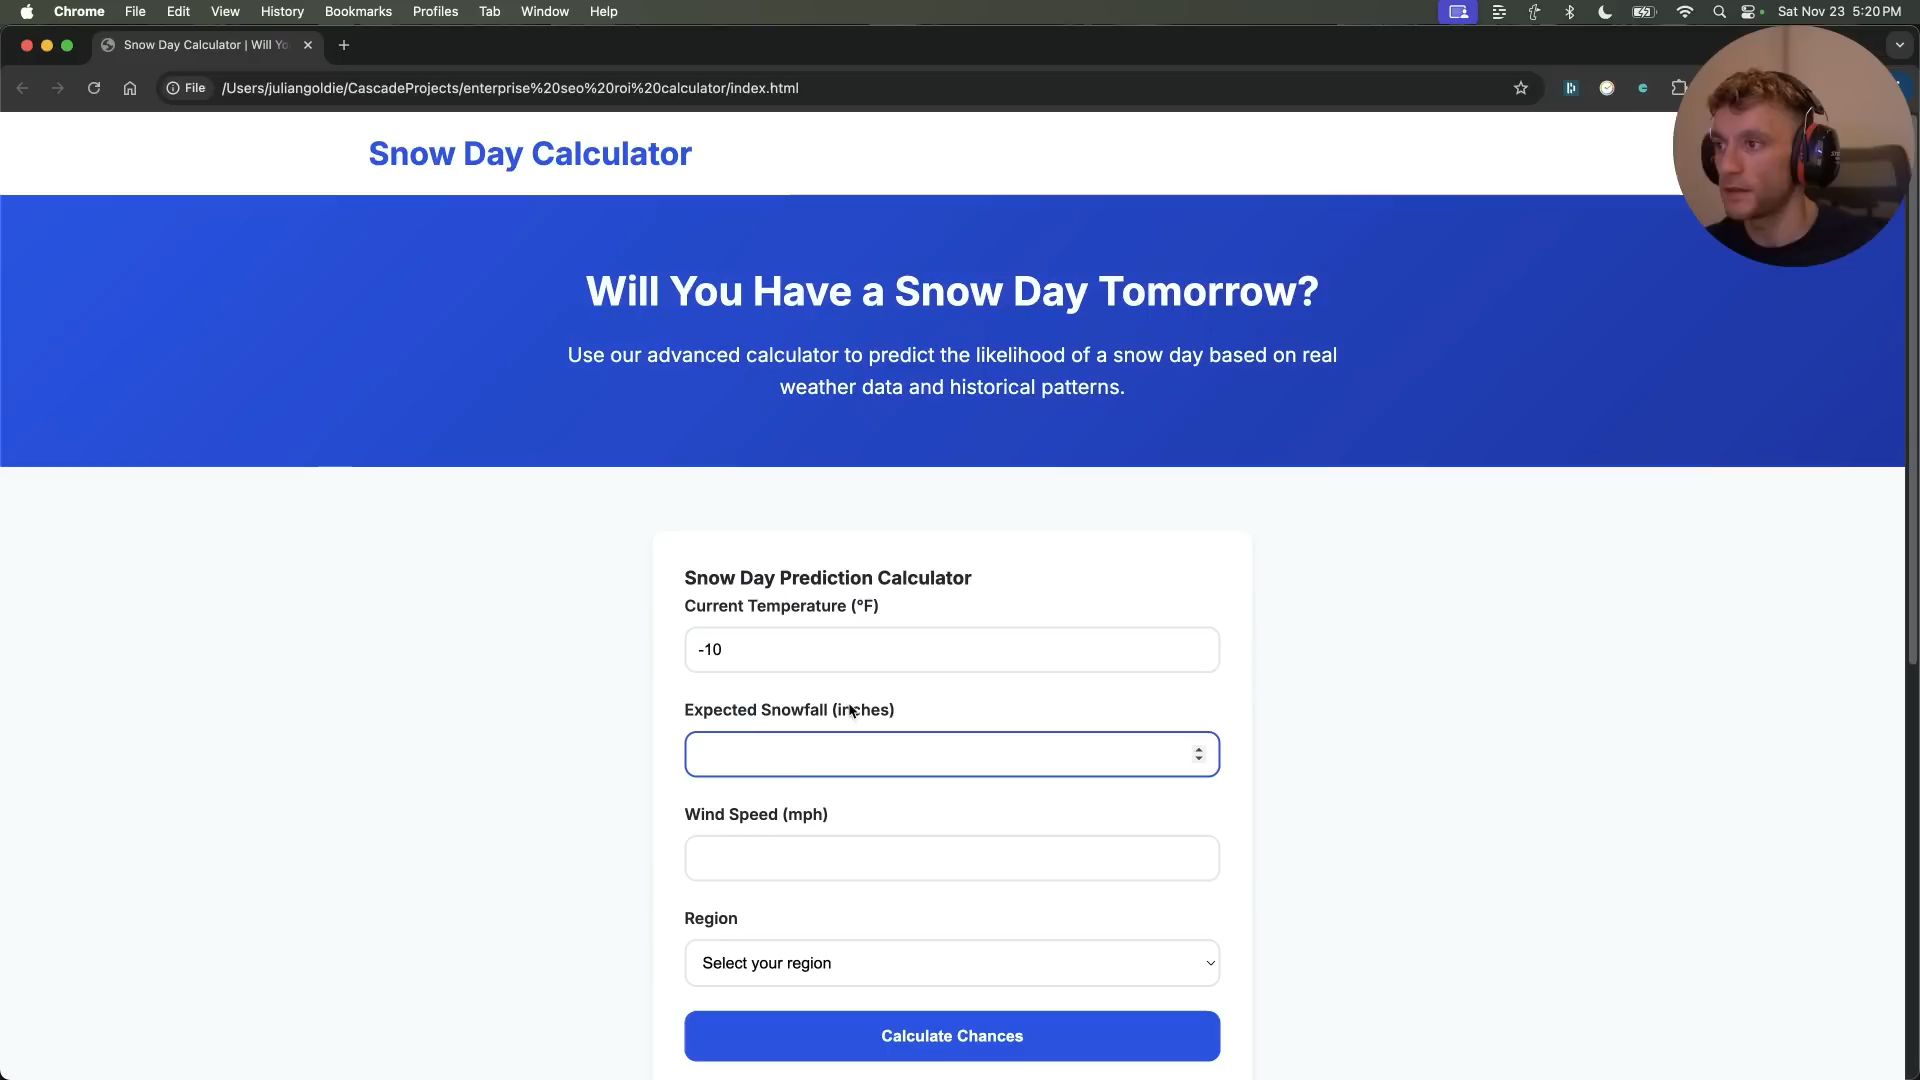 Chrome File Edit View History Bookmarks Profiles Tab Window Help Sat Nov 23 5:20 PM
Snow Day Calculator | Will Yo
File /Users/juliangoldie/CascadeProjects/enterprise%20seo%20roi%20calculator/index.html
Snow Day Calculator
Will You Have a Snow Day Tomorrow?
Use our advanced calculator to predict the likelihood of a snow day based on real
weather data and historical patterns.
Snow Day Prediction Calculator
Current Temperature (°F)
-10
Expected Snowfall (inches)
Wind Speed (mph)
Region
Select your region
Calculate Chances